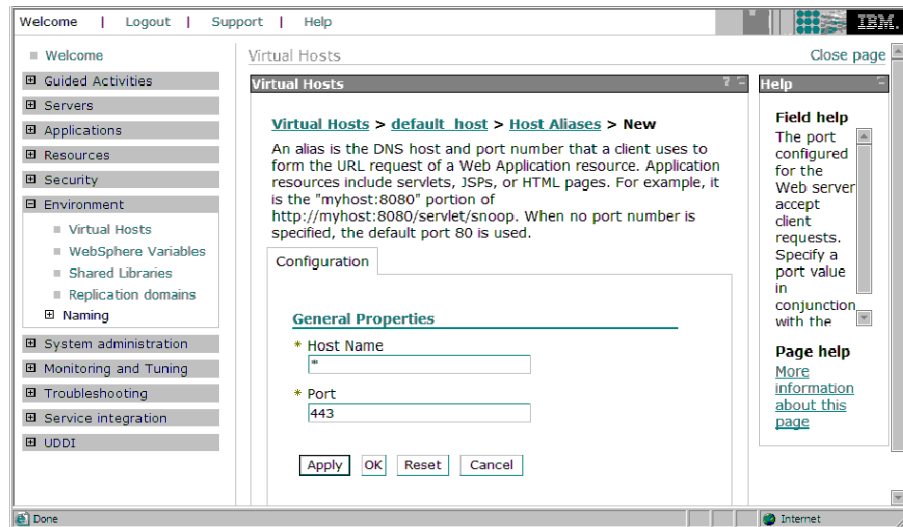 Welcome | Logout | Support | Help
IBM.
Welcome
Guided Activities
Servers
Applications
Resources
Security
Environment
Virtual Hosts
WebSphere Variables
Shared Libraries
Replication domains
Naming
System administration
Monitoring and Tuning
Troubleshooting
Service integration
UDDI
Virtual Hosts
Close page
Virtual Hosts
? -
Virtual Hosts > default_host > Host Aliases > New
An alias is the DNS host and port number that a client uses to
form the URL request of a Web Application resource. Application
resources include servlets, JSPs, or HTML pages. For example, it
is the "myhost:8080" portion of
http://myhost:8080/servlet/snoop. When no port number is
specified, the default port 80 is used.
Configuration
General Properties
* Host Name
*
* Port
443
Apply OK Reset Cancel
Help
-
Field help
The port
configured
for the
Web server
accept
client
requests.
Specify a
port value
in
conjunction
with the
Page help
More
information
about this
page
Done
Internet